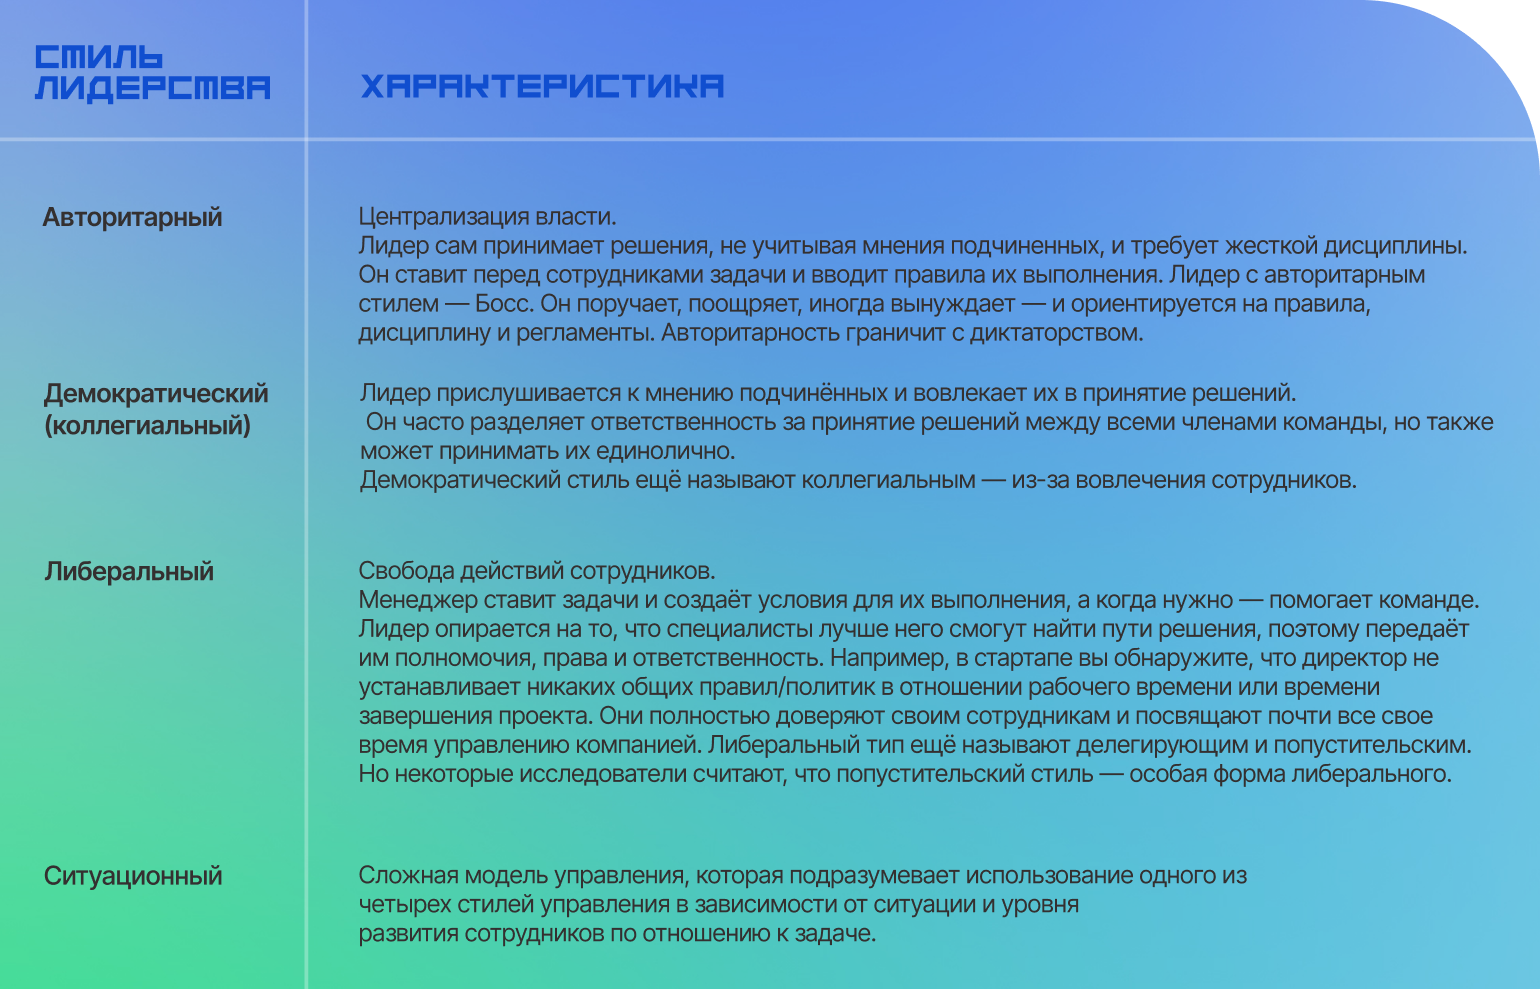 СТИЛЬ
ЛИДЕРСТВА
ХАРАКТЕРИСТИКА
Авторитарный
Централизация власти.
Лидер сам принимает решения, не учитывая мнения подчиненных, и требует жесткой дисциплины.
Он ставит перед сотрудниками задачи и вводит правила их выполнения. Лидер с авторитарным
стилем — Босс. Он поручает, поощряет, иногда вынуждает — и ориентируется на правила,
дисциплину и регламенты. Авторитарность граничит с диктаторством.
Демократический
(коллегиальный)
Лидер прислушивается к мнению подчинённых и вовлекает их в принятие решений.
Он часто разделяет ответственность за принятие решений между всеми членами команды, но также
может принимать их единолично.
Демократический стиль ещё называют коллегиальным — из-за вовлечения сотрудников.
Либеральный
Свобода действий сотрудников.
Менеджер ставит задачи и создаёт условия для их выполнения, а когда нужно — помогает команде.
Лидер опирается на то, что специалисты лучше него смогут найти пути решения, поэтому передаёт
им полномочия, права и ответственность. Например, в стартапе вы обнаружите, что директор не
устанавливает никаких общих правил/политик в отношении рабочего времени или времени
завершения проекта. Они полностью доверяют своим сотрудникам и посвящают почти все свое
время управлению компанией. Либеральный тип ещё называют делегирующим и попустительским.
Но некоторые исследователи считают, что попустительский стиль — особая форма либерального.
Ситуационный
Сложная модель управления, которая подразумевает использование одного из
четырех стилей управления в зависимости от ситуации и уровня
развития сотрудников по отношению к задаче.